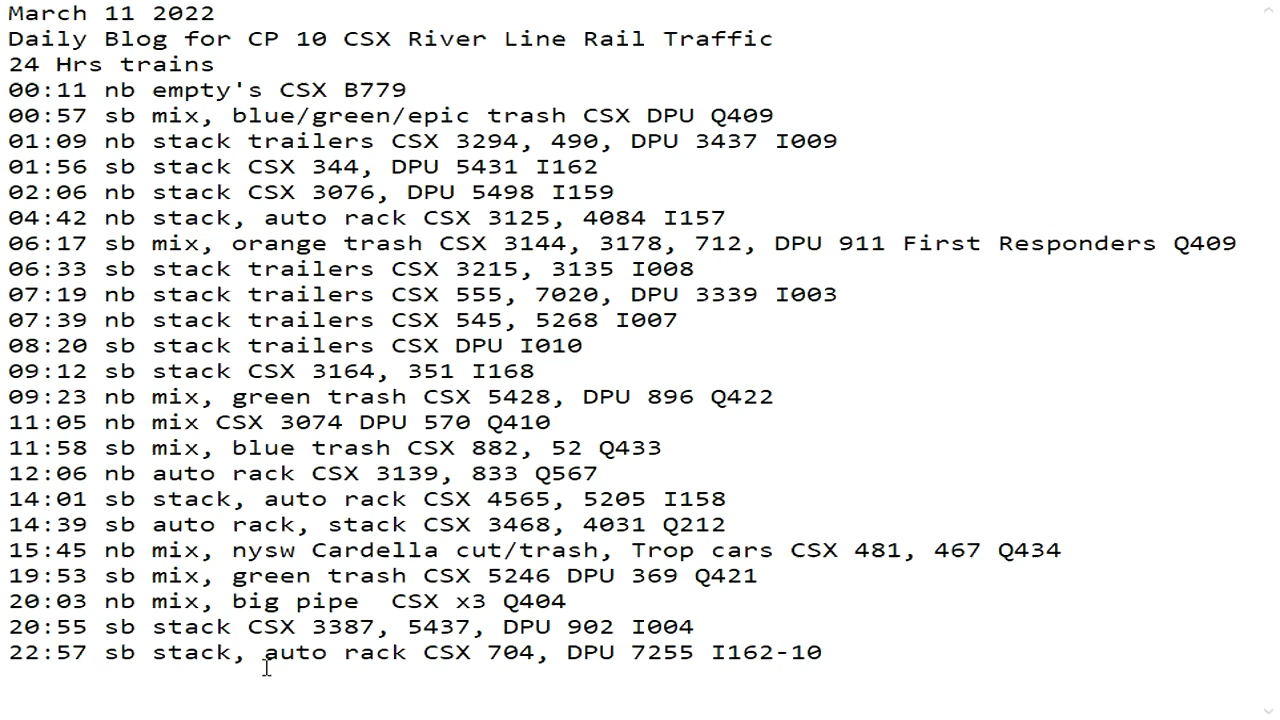 March 11 2022
Daily Blog for CP 10 CSX River Line Rail Traffic
24 Hrs trains
00:11 nb empty's CSX B779
00:57 sb mix, blue/green/epic trash CSX DPU Q409
01:09 nb stack trailers CSX 3294, 490, DPU 3437 I009
01:56 sb stack CSX 344, DPU 5431 I162
02:06 nb stack CSX 3076, DPU 5498 I159
04:42 nb stack, auto rack CSX 3125, 4084 I157
06:17 sb mix, orange trash CSX 3144, 3178, 712, DPU 911 First Responders Q409
06:33 sb stack trailers CSX 3215, 3135 I008
07:19 nb stack trailers CSX 555, 7020, DPU 3339 I003
07:39 nb stack trailers CSX 545, 5268 I007
08:20 sb stack trailers CSX DPU I010
09:12 sb stack CSX 3164, 351 I168
09:23 nb mix, green trash CSX 5428, DPU 896 Q422
11:05 nb mix CSX 3074 DPU 570 Q410
11:58 sb mix, blue trash CSX 882, 52 Q433
12:06 nb auto rack CSX 3139, 833 Q567
14:01 sb stack, auto rack CSX 4565, 5205 I158
14:39 sb auto rack, stack CSX 3468, 4031 Q212
15:45 nb mix, nysw Cardella cut/trash, Trop cars CSX 481, 467 Q434
19:53 sb mix, green trash CSX 5246 DPU 369 Q421
20:03 nb mix, big pipe  CSX x3 Q404
20:55 sb stack CSX 3387, 5437, DPU 902 I004
22:57 sb stack, auto rack CSX 704, DPU 7255 I162-10